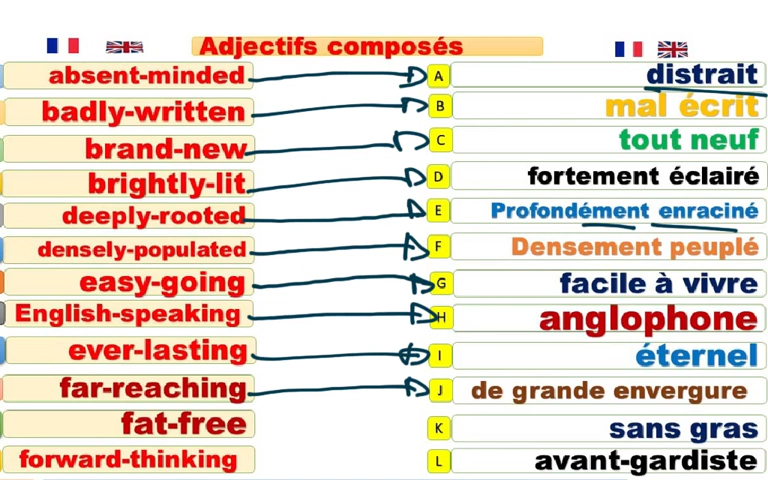 Adjectifs composés
absent-minded A distrait
badly-written B mal écrit
brand-new C tout neuf
brightly-lit D fortement éclairé
deeply-rooted E Profondément enraciné
densely-populated F Densement peuplé
easy-going G facile à vivre
English-speaking H anglophone
ever-lasting I éternel
far-reaching J de grande envergure
fat-free K sans gras
forward-thinking L avant-gardiste